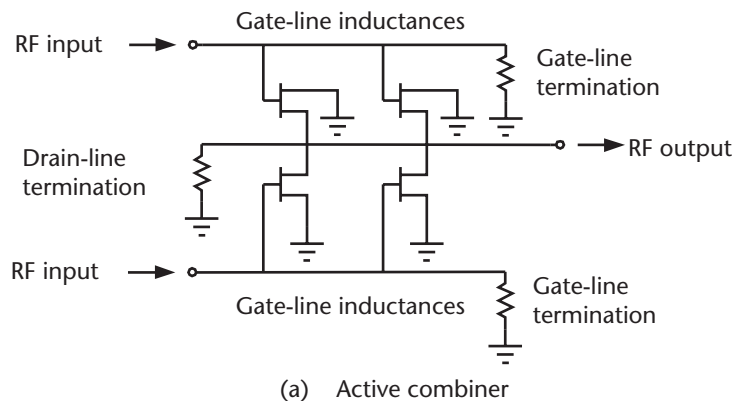 Gate-line inductances
RF input
Gate-line
termination
Drain-line
termination
RF output
RF input
Gate-line inductances
Gate-line
termination
(a) Active combiner